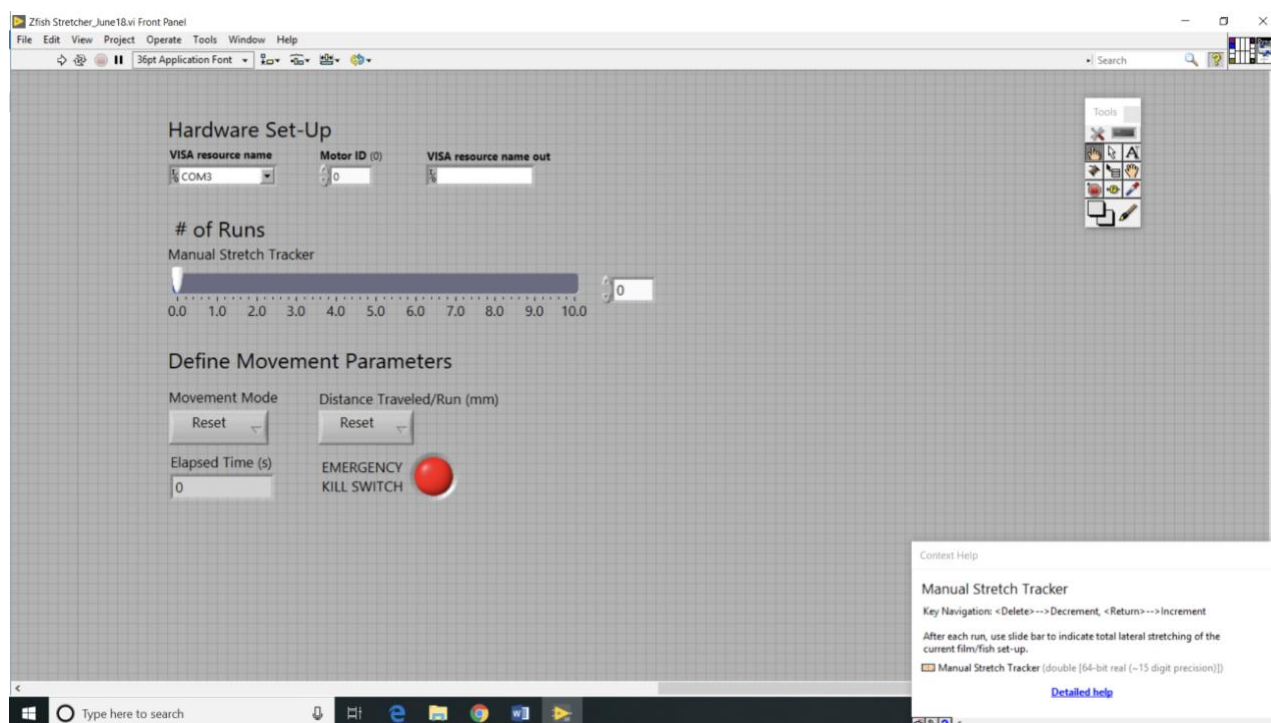 Zfish Stretcher_June18.vi Front Panel
File Edit View Project Operate Tools Window Help
36pt Application Font
Search
Tools
Hardware Set-Up
VISA resource name
Motor ID (0)
VISA resource name out
COM3
0
# of Runs
Manual Stretch Tracker
0
0.0 1.0 2.0 3.0 4.0 5.0 6.0 7.0 8.0 9.0 10.0
Define Movement Parameters
Movement Mode
Distance Traveled/Run (mm)
Reset
Reset
Elapsed Time (s)
0
EMERGENCY
KILL SWITCH
Context Help
Manual Stretch Tracker
Key Navigation: <Delete>-->Decrement, <Return>-->Increment
After each run, use slide bar to indicate total lateral stretching of the
current film/fish set-up.
Manual Stretch Tracker (double [64-bit real (~15 digit precision)])
Detailed help
Type here to search